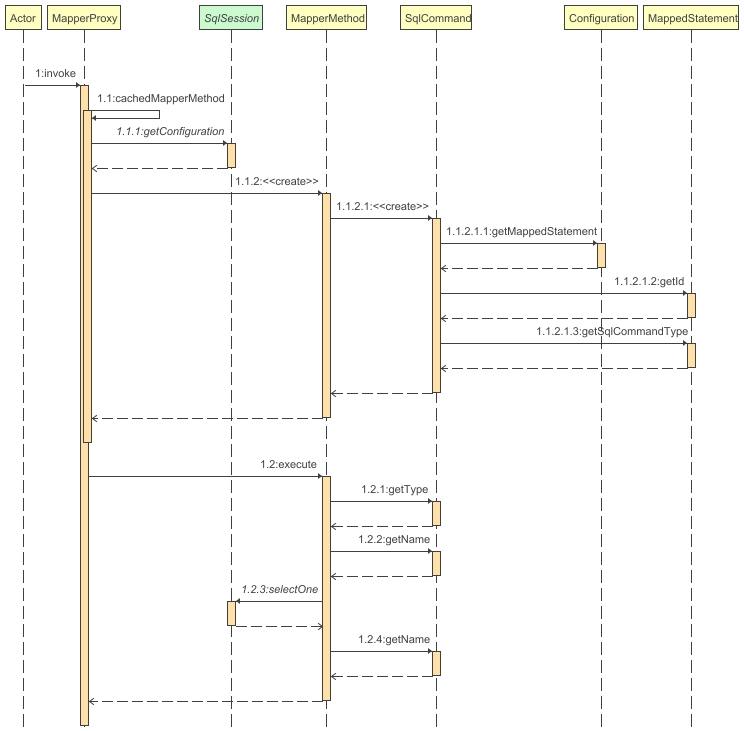 Actor
MapperProxy
SqlSession
MapperMethod
SqlCommand
Configuration
MappedStatement
1:invoke
1.1:cachedMapperMethod
1.1.1:getConfiguration
1.1.2:<<create>>
1.1.2.1:<<create>>
1.1.2.1.1:getMappedStatement
1.1.2.1.2:getId
1.1.2.1.3:getSqlCommandType
1.2:execute
1.2.1:getType
1.2.2:getName
1.2.3:selectOne
1.2.4:getName